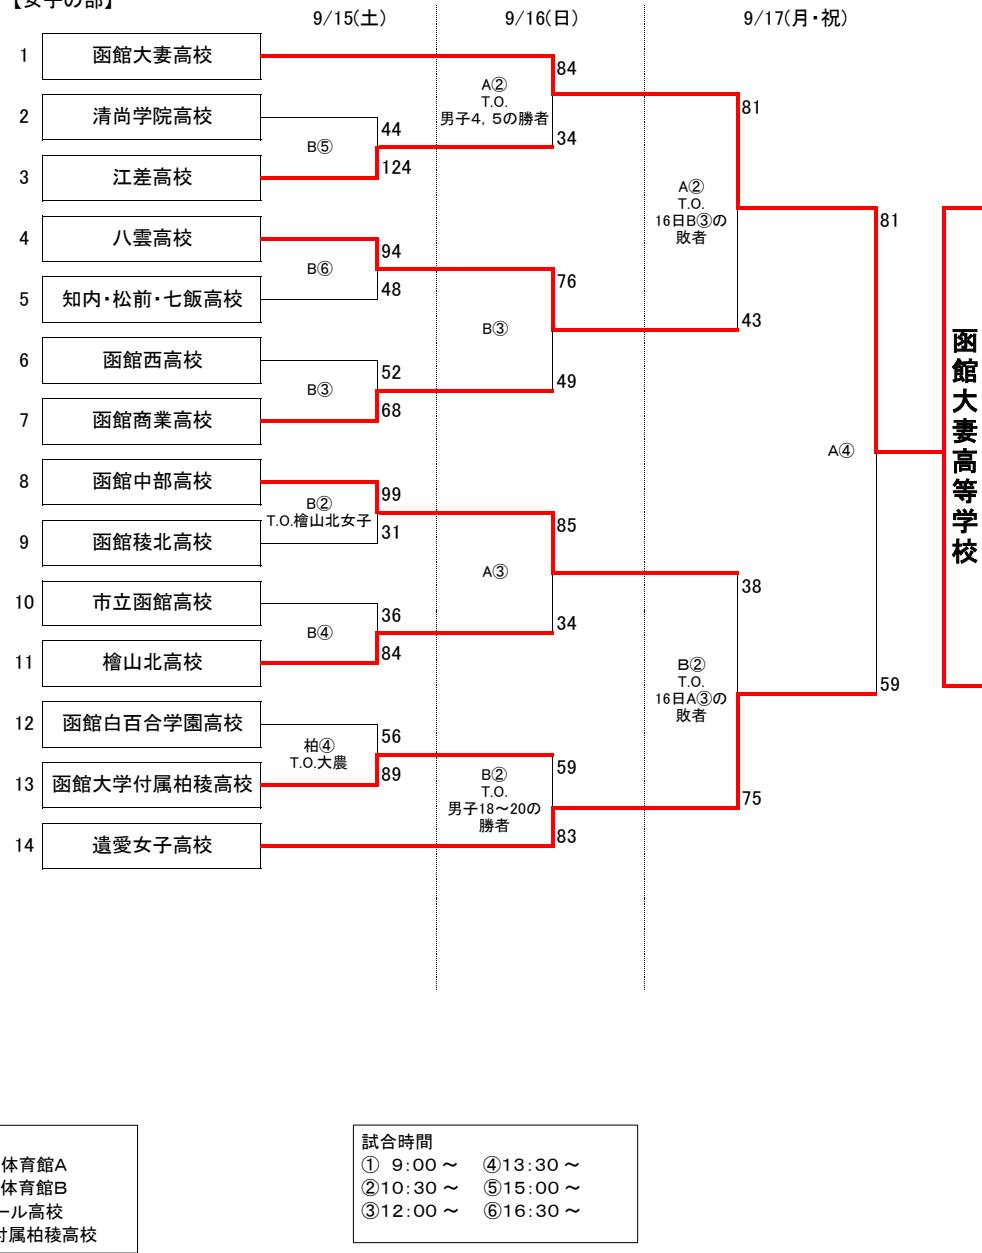 【女子の部】
9/15(土)
9/16(日)
9/17(月・祝)
1 函館大妻高校
2 清尚学院高校
3 江差高校
4 八雲高校
5 知内・松前・七飯高校
6 函館西高校
7 函館商業高校
8 函館中部高校
9 函館稜北高校
10 市立函館高校
11 檜山北高校
12 函館白百合学園高校
13 函館大学付属柏稜高校
14 遺愛女子高校
B⑤
44
124
B⑥
94
48
B③
52
68
B②
T.O.檜山北女子
99
31
B④
36
84
柏④
T.O.大農
56
89
A②
T.O.
男子4，5の勝者
84
34
B③
76
49
A③
85
34
B②
T.O.
男子18～20の
勝者
59
83
A②
T.O.
16日B③の
敗者
81
43
B②
T.O.
16日A③の
敗者
38
75
A④
81
59
函館大妻高等学校
体育館A
体育館B
ール高校
付属柏稜高校
試合時間
① 9:00～ ④13:30～
②10:30～ ⑤15:00～
③12:00～ ⑥16:30～